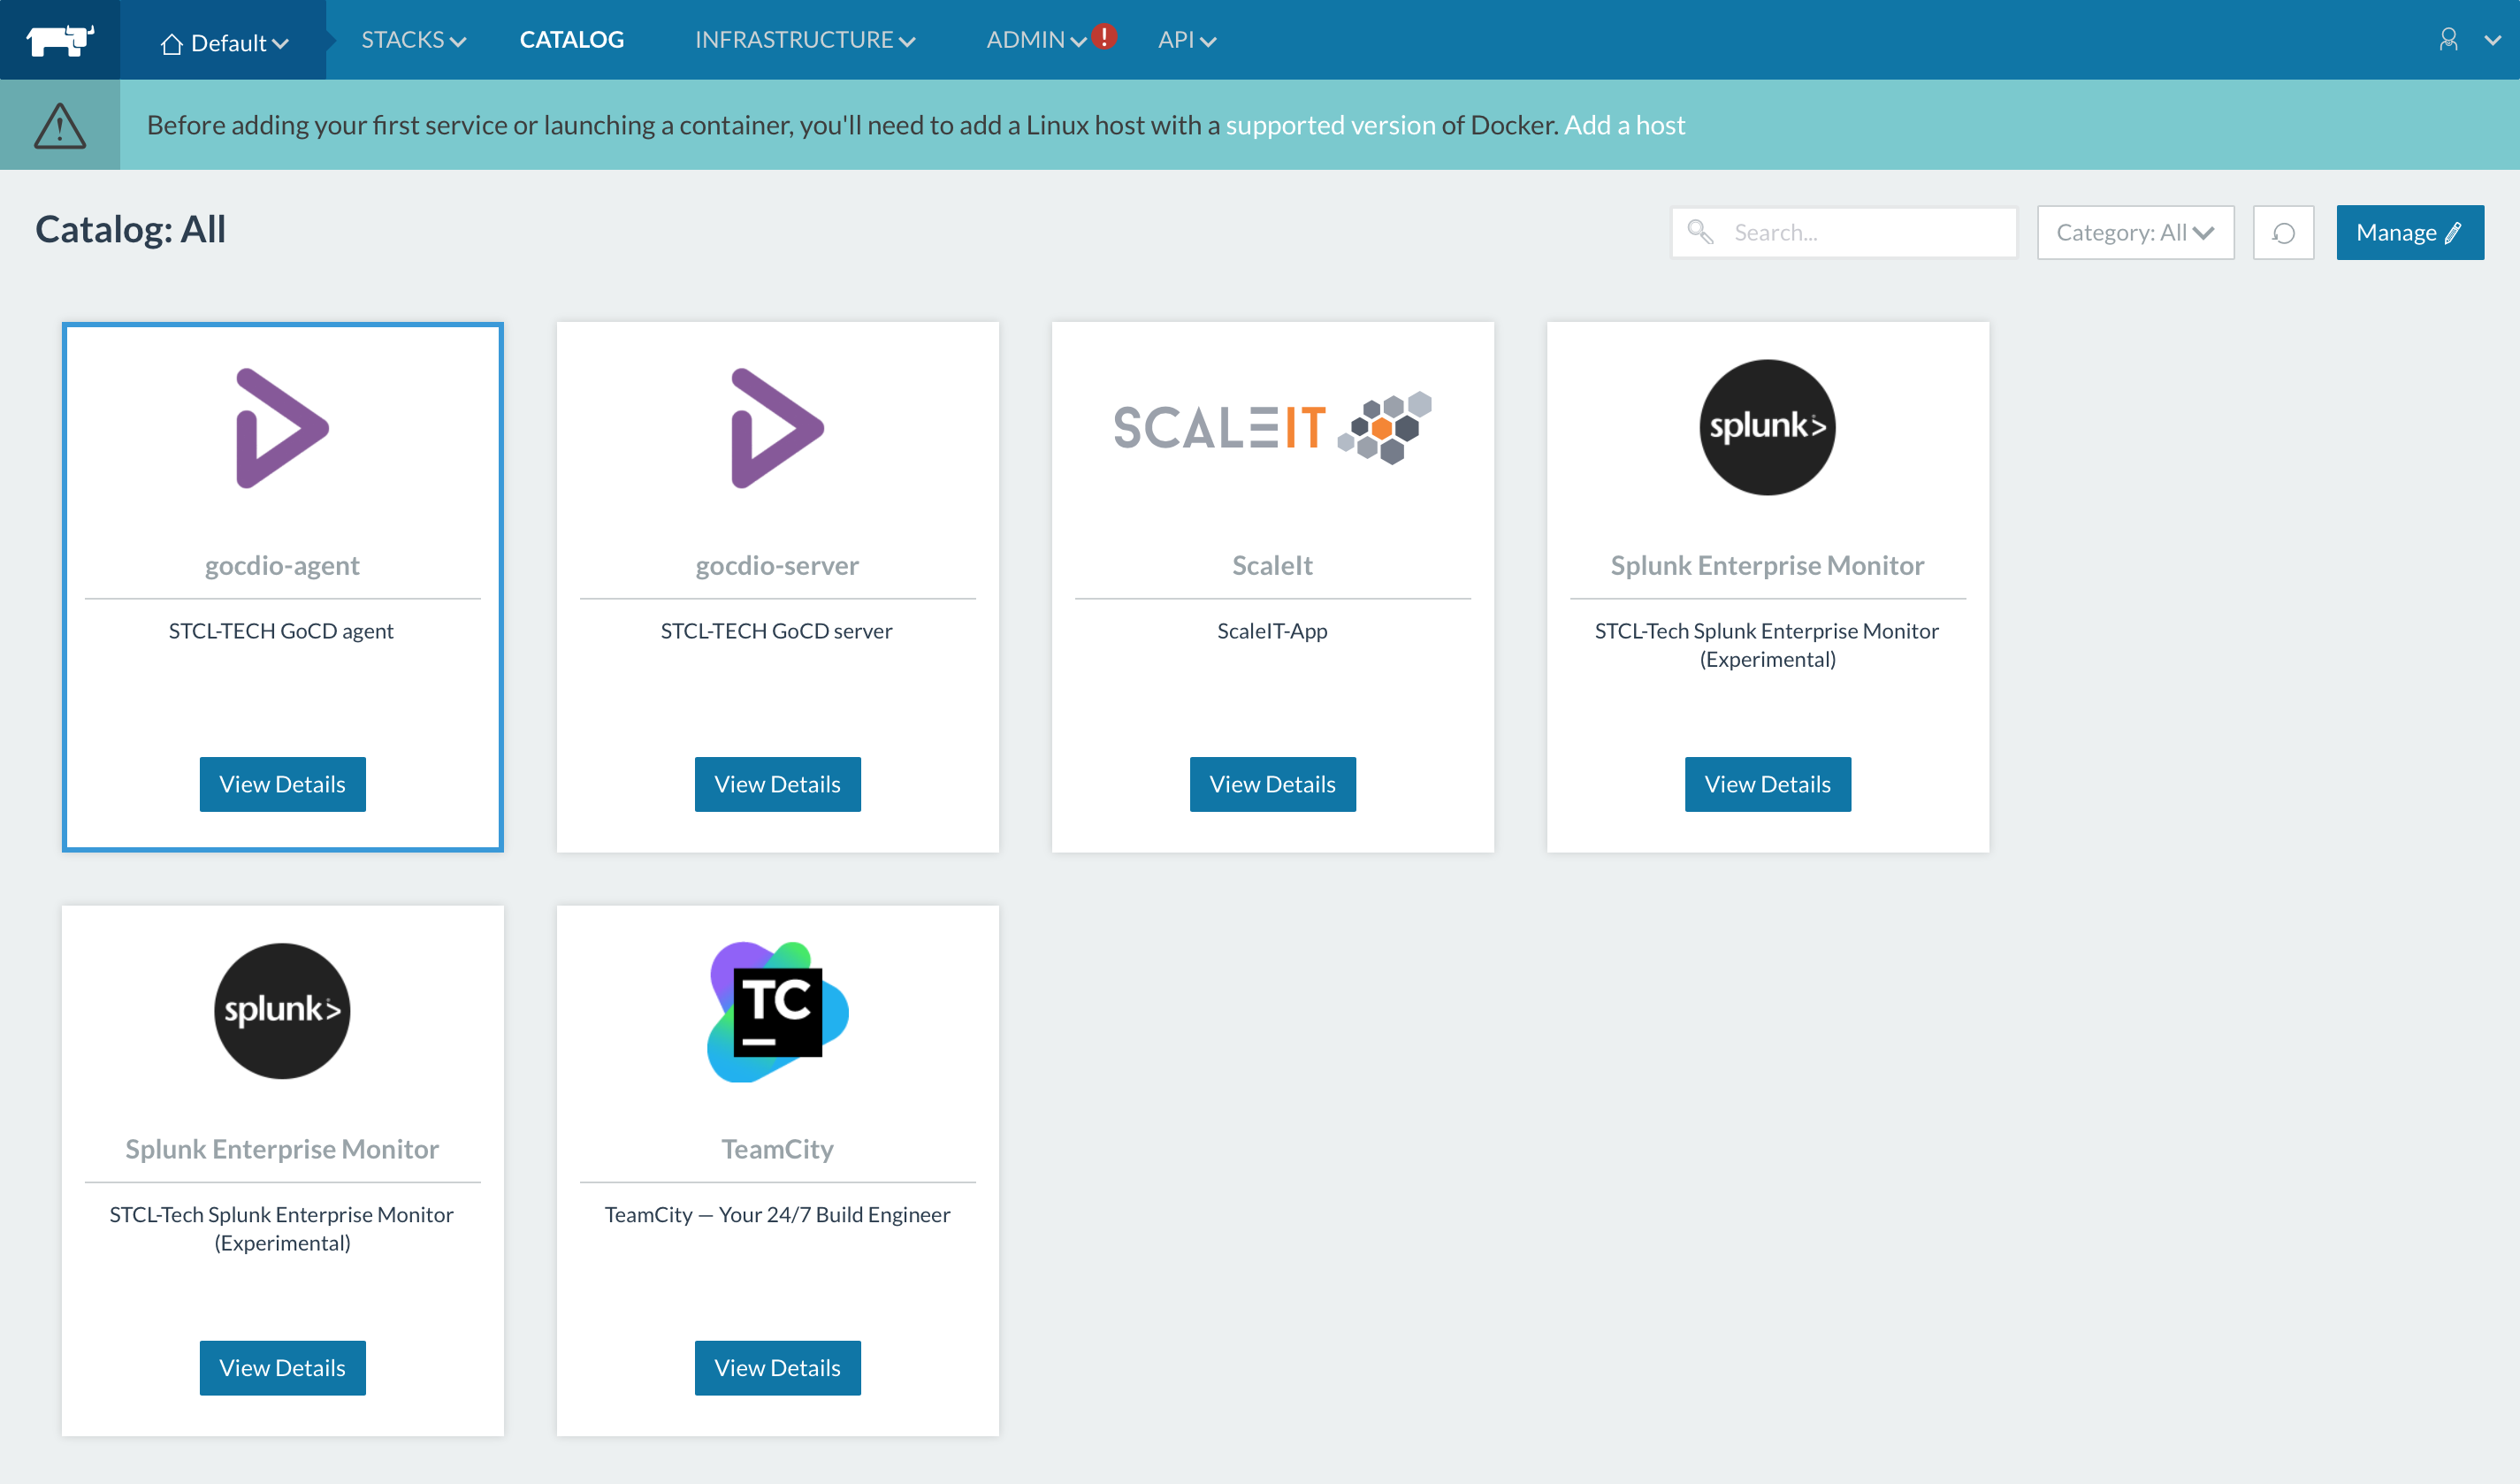 Default STACKS CATALOG INFRASTRUCTURE ADMIN ! API
Before adding your first service or launching a container, you'll need to add a Linux host with a supported version of Docker. Add a host
Catalog: All
Search...
Category: All
Manage
gocdio-agent
STCL-TECH GoCD agent
View Details
gocdio-server
STCL-TECH GoCD server
View Details
SCALEIT
ScaleIt
ScaleIT-App
View Details
splunk>
Splunk Enterprise Monitor
STCL-Tech Splunk Enterprise Monitor
(Experimental)
View Details
splunk>
Splunk Enterprise Monitor
STCL-Tech Splunk Enterprise Monitor
(Experimental)
View Details
TC
TeamCity
TeamCity — Your 24/7 Build Engineer
View Details